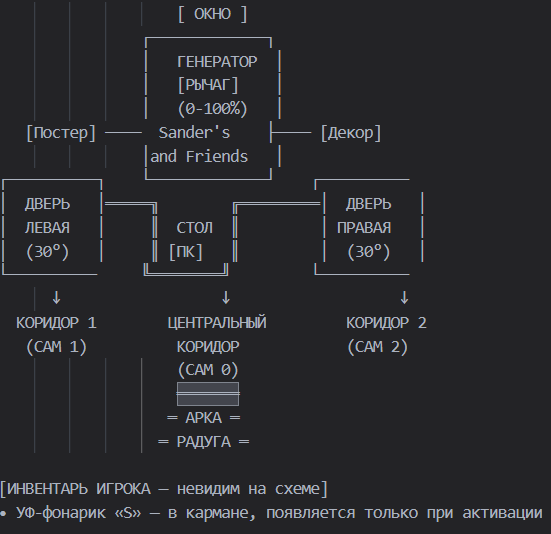 [ ОКНО ]
ГЕНЕРАТОР
[РЫЧАГ]
(0-100%)
[Постер] Sander's [Декор]
and Friends
ДВЕРЬ ДВЕРЬ
ЛЕВАЯ СТОЛ ПРАВАЯ
(30°) [ПК] (30°)
↓ ↓ ↓
КОРИДОР 1 ЦЕНТРАЛЬНЫЙ КОРИДОР 2
(CAM 1) КОРИДОР (CAM 2)
(CAM 0)
═ АРКА ═
═ РАДУГА ═
[ИНВЕНТАРЬ ИГРОКА — невидим на схеме]
• УФ-фонарик «S» — в кармане, появляется только при активации